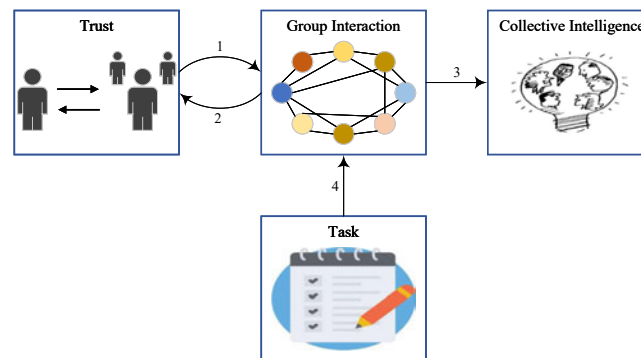 Trust
Group Interaction
Collective Intelligence
1
2
3
4
Task